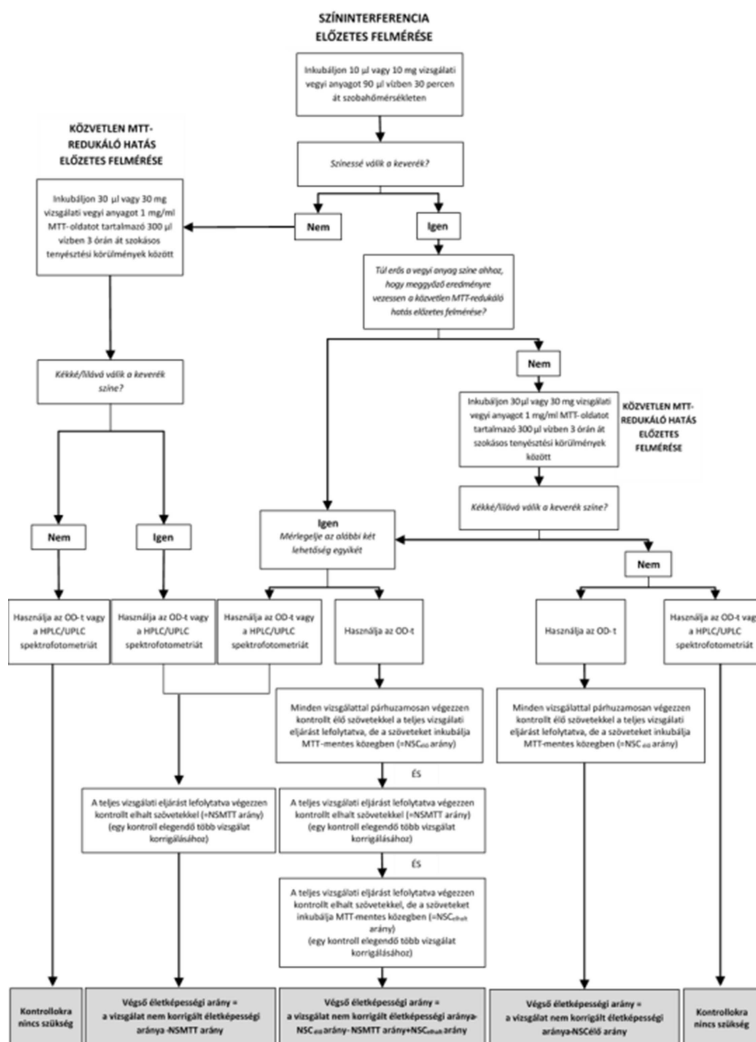 SZÍNINTERFERENCIA
ELŐZETES FELMÉRÉSE
Inkubáljon 10 µl vagy 10 mg vizsgálati
vegyi anyagot 90 µl vízben 30 percen
át szobahőmérsékleten
Színessé válik a keverék?
KÖZVETLEN MTT-
REDUKÁLÓ HATÁS
ELŐZETES FELMÉRÉSE
Inkubáljon 30 µl vagy 30 mg
vizsgálati vegyi anyagot 1 mg/ml
MTT-oldatot tartalmazó 300 µl
vízben 3 órán át szokásos
tenyésztési körülmények között
Nem
Igen
Túl erős a vegyi anyag színe ahhoz,
hogy meggyőző eredményre
vezessen a közvetlen MTT-redukáló
hatás előzetes felmérése?
Kékké/lilává válik a keverék
színe?
Nem
Inkubáljon 30 µl vagy 30 mg vizsgálati
vegyi anyagot 1 mg/ml MTT-oldatot
tartalmazó 300 µl vízben 3 órán át
szokásos tenyésztési körülmények
között
KÖZVETLEN MTT-
REDUKÁLÓ HATÁS
ELŐZETES
FELMÉRÉSE
Kékké/lilává válik a keverék színe?
Nem
Igen
Igen
Mérlegelje az alábbi két
lehetőség egyikét
Nem
Használja az OD-t vagy
a HPLC/UPLC
spektrofotometriát
Használja az OD-t vagy
a HPLC/UPLC
spektrofotometriát
Használja az OD-t vagy
a HPLC/UPLC
spektrofotometriát
Használja az OD-t
Használja az OD-t
Használja az OD-t vagy
a HPLC/UPLC
spektrofotometriát
Minden vizsgálattal párhuzamosan végezzen
kontrollt élő szövetekkel a teljes vizsgálati
eljárást lefolytatva, de a szöveteket inkubálja
MTT-mentes közegben (=NSCélő arány)
Minden vizsgálattal párhuzamosan végezzen
kontrollt élő szövetekkel a teljes vizsgálati
eljárást lefolytatva, de a szöveteket inkubálja
MTT-mentes közegben (=NSC élő arány)
ÉS
A teljes vizsgálati eljárást lefolytatva végezzen
kontrollt elhalt szövetekkel (=NSMTT arány)
(egy kontroll elegendő több vizsgálat
korrigálásához)
A teljes vizsgálati eljárást lefolytatva végezzen
kontrollt elhalt szövetekkel (=NSMTT arány)
(egy kontroll elegendő több vizsgálat
korrigálásához)
ÉS
A teljes vizsgálati eljárást lefolytatva végezzen
kontrollt elhalt szövetekkel, de a szöveteket
inkubálja MTT-mentes közegben (=NSCelhalt
arány)
(egy kontroll elegendő több vizsgálat
korrigálásához)
Kontrollokra
nincs szükség
Végső életképességi arány =
a vizsgálat nem korrigált életképességi
aránya -NSMTT arány
Végső életképességi arány =
a vizsgálat nem korrigált életképességi aránya-
NSC élő arány- NSMTT arány+NSCelhalt arány
Végső életképességi arány =
a vizsgálat nem korrigált életképességi
aránya-NSCélő arány
Kontrollokra
nincs szükség